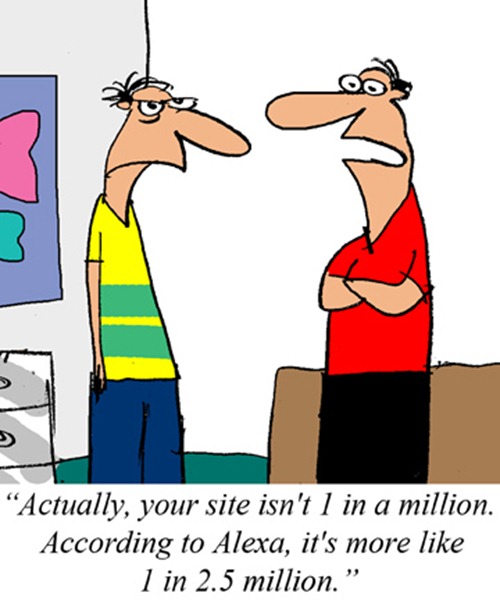 “Actually, your site isn't 1 in a million.
According to Alexa, it's more like
1 in 2.5 million.”